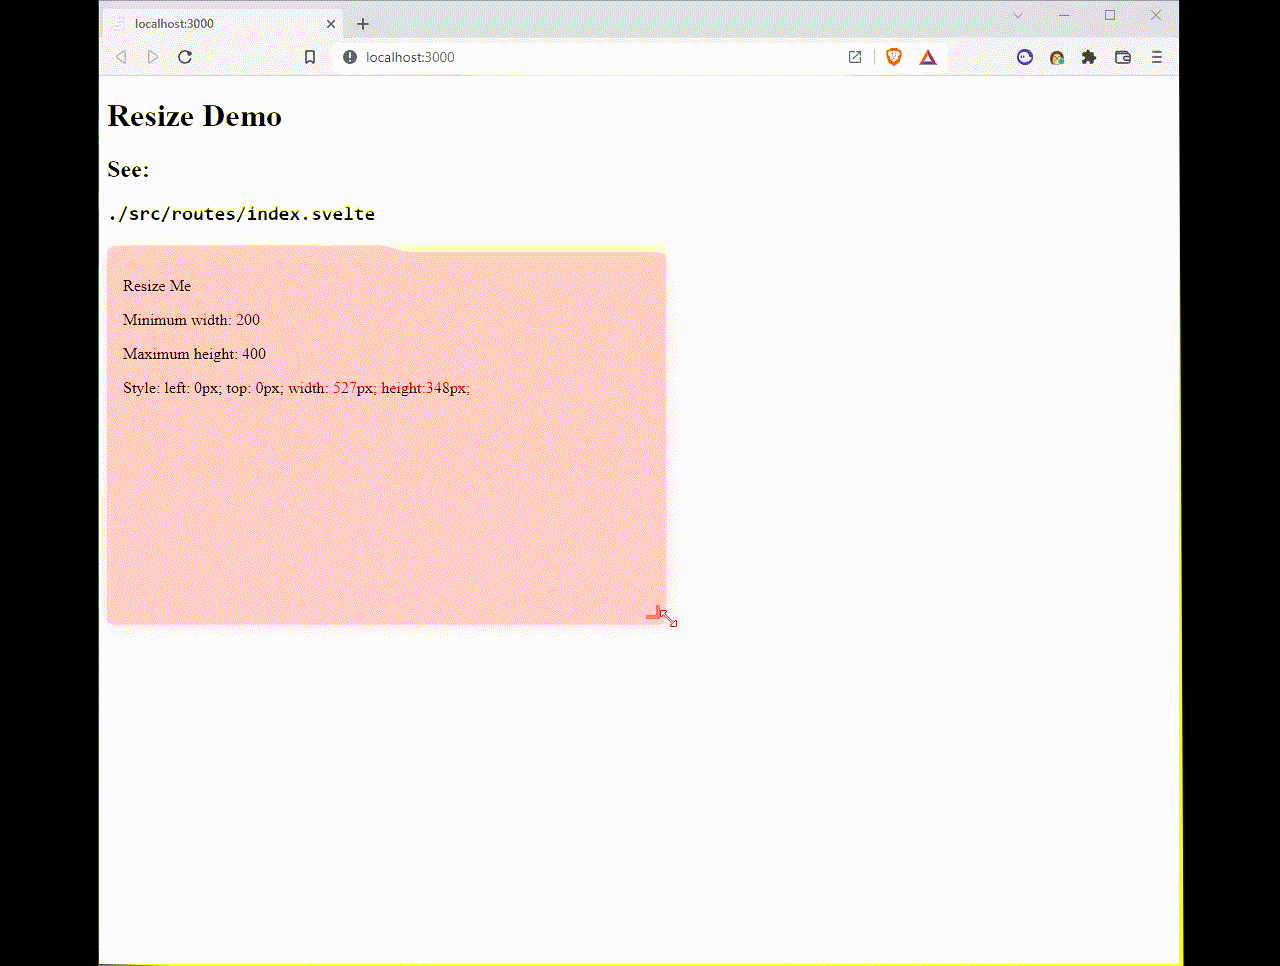 localhost:3000
localhost:3000
Resize Demo
See:
./src/routes/index.svelte
Resize Me
Minimum width: 200
Maximum height: 400
Style: left: 0px; top: 0px; width: 527px; height:348px;